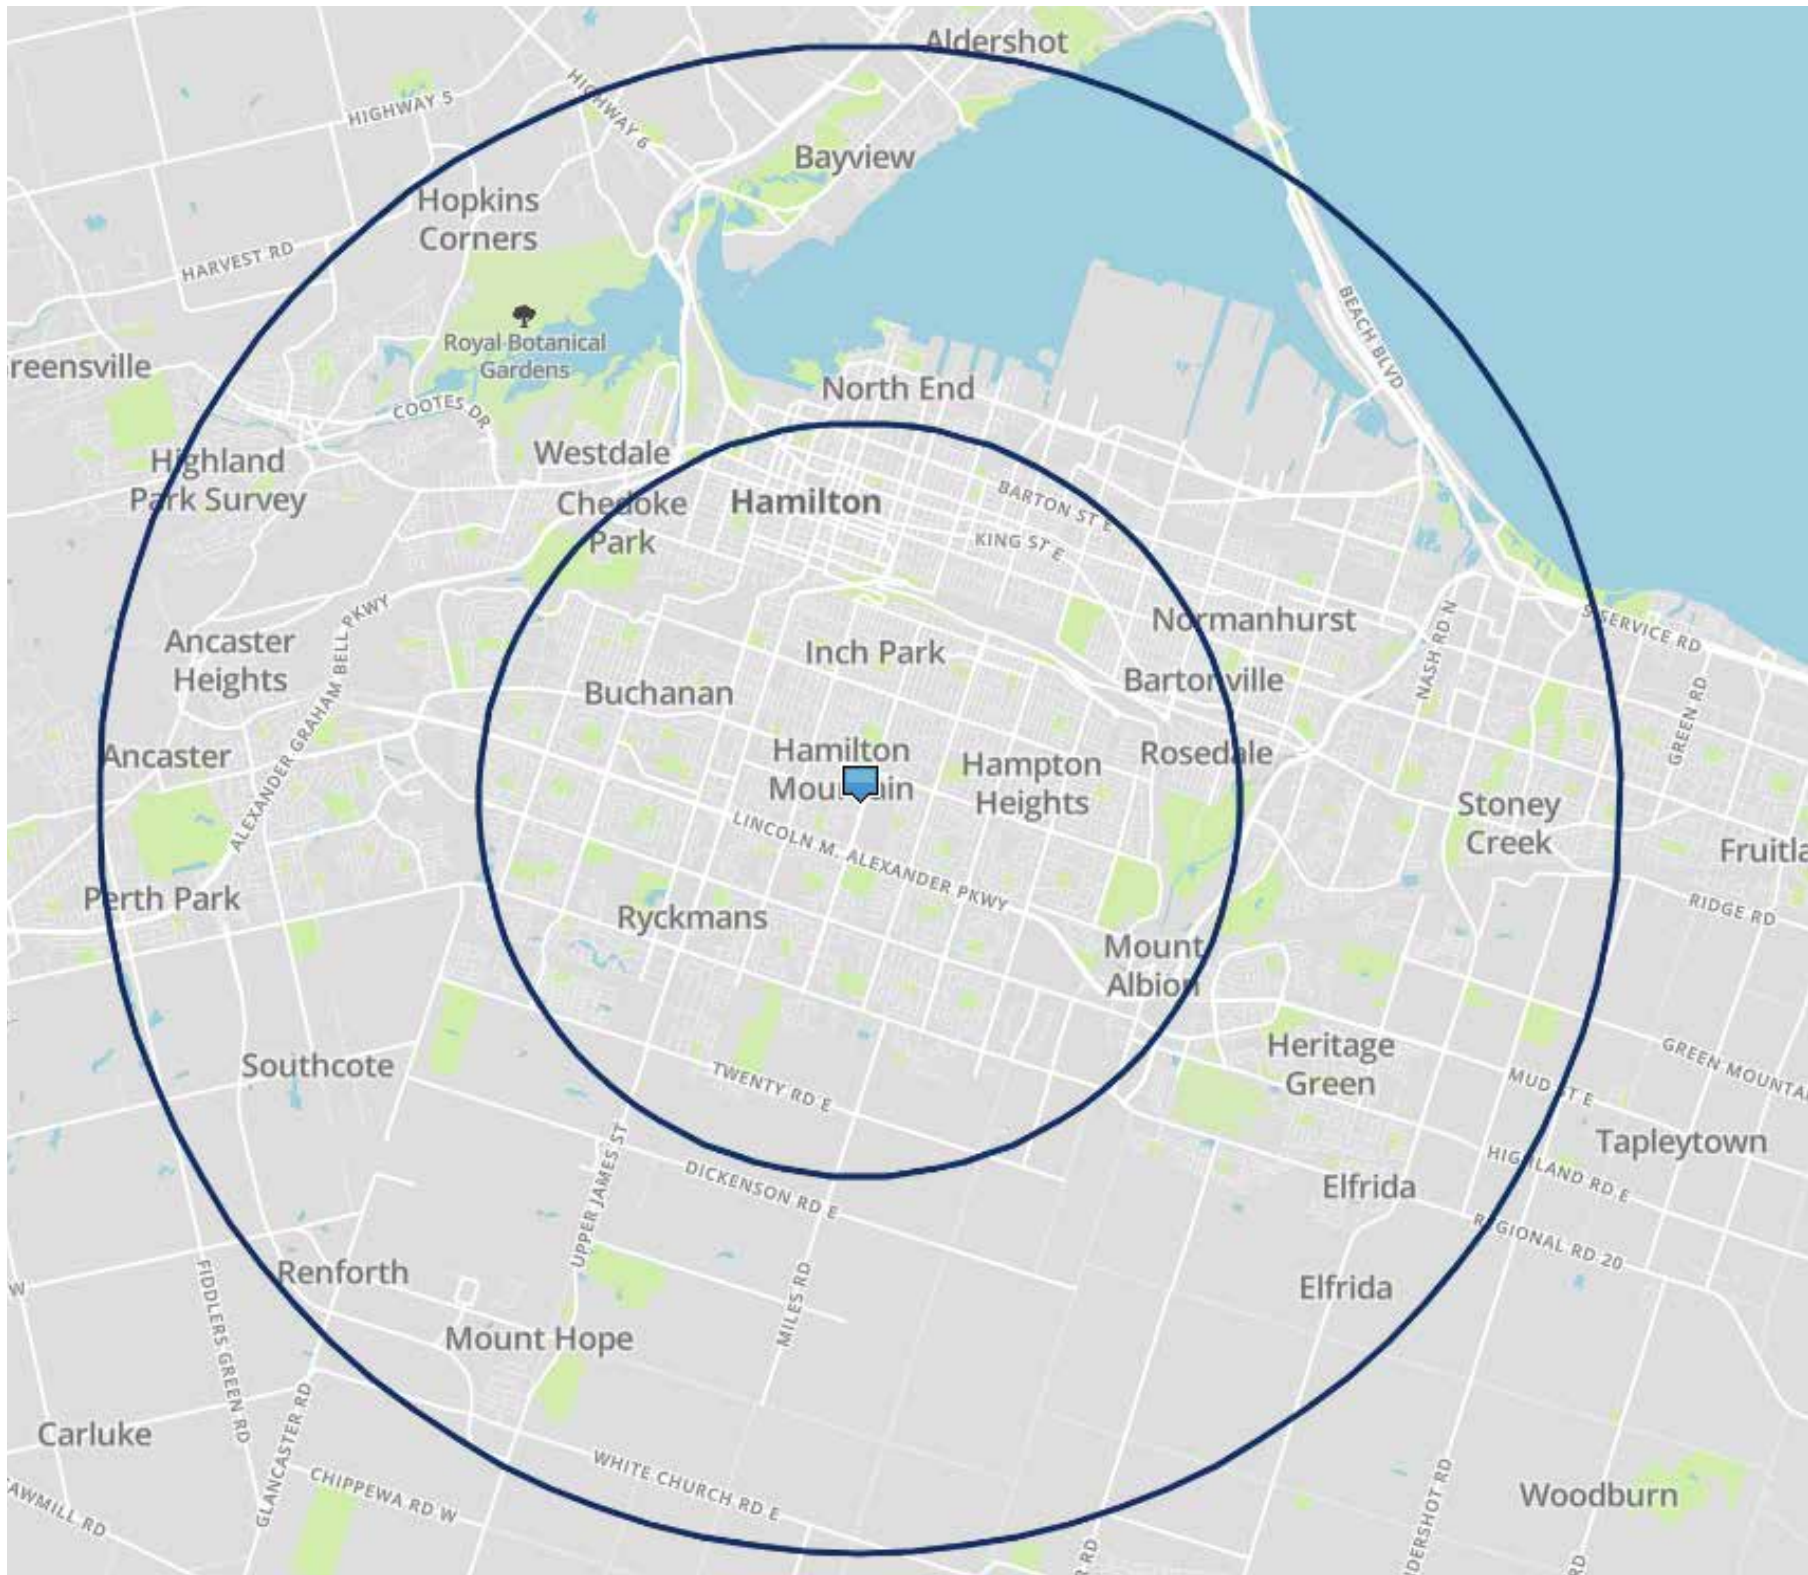 Aldershot
HIGHWAY 5
HIGHWAY 6
Bayview
Hopkins
Corners
HARVEST RD
Royal Botanical
Gardens
BEACH BLVD
reensville
North End
COOTES DR
Westdale
Highland
Park Survey
Chedoke
Park
Hamilton
BARTON ST E
KING ST E
Normanhurst
S SERVICE RD
Ancaster
Heights
ALEXANDER GRAHAM BELL PKWY
Inch Park
NASH RD N
Buchanan
Bartonville
GREEN RD
Ancaster
Hamilton
Mountain
Hampton
Heights
Rosedale
Stoney
Creek
LINCOLN M. ALEXANDER PKWY
Fruitla
Perth Park
Ryckmans
RIDGE RD
Mount
Albion
Southcote
Heritage
Green
GREEN MOUNTA
TWENTY RD E
MUD ST E
Tapleytown
UPPER JAMES ST
DICKENSON RD E
HIGHLAND RD E
Elfrida
REGIONAL RD 20
W
Renforth
FIDDLERS GREEN RD
MILES RD
Elfrida
Mount Hope
Carluke
GLANCASTER RD
WHITE CHURCH RD E
CHIPPEWA RD W
AWMILL RD
Woodburn
DERSHOT RD
R RD
RD